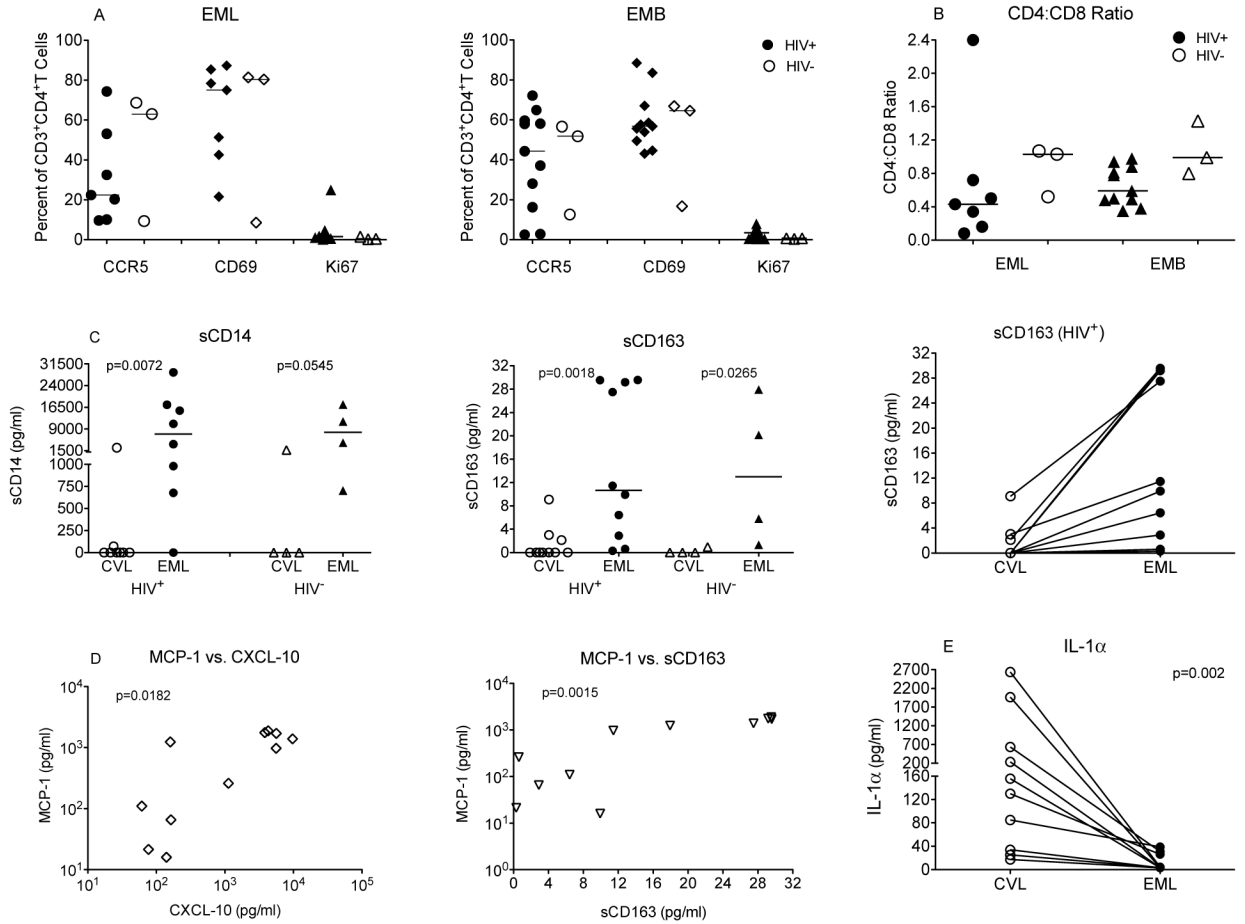 A
EML
Percent of CD3⁺CD4⁺T Cells
100
80
60
40
20
0
CCR5
CD69
Ki67
EMB
Percent of CD3⁺CD4⁺T Cells
100
80
60
40
20
0
HIV+
HIV-
CCR5
CD69
Ki67
B
CD4:CD8 Ratio
CD4:CD8 Ratio
2.4
1.8
1.2
0.6
0.0
HIV+
HIV-
EML
EMB
C
sCD14
sCD14 (pg/ml)
31500
24000
16500
9000
1500
1000
750
500
250
0
p=0.0072
p=0.0545
CVL
EML
CVL
EML
HIV⁺
HIV⁻
sCD163
sCD163 (pg/ml)
32
28
24
20
16
12
8
4
0
p=0.0018
p=0.0265
CVL
EML
CVL
EML
HIV⁺
HIV⁻
sCD163 (HIV⁺)
sCD163 (pg/ml)
32
28
24
20
16
12
8
4
0
CVL
EML
D
MCP-1 vs. CXCL-10
MCP-1 (pg/ml)
10⁴
10³
10²
10¹
p=0.0182
10¹
10²
10³
10⁴
10⁵
CXCL-10 (pg/ml)
MCP-1 vs. sCD163
MCP-1 (pg/ml)
10⁴
10³
10²
10¹
10⁰
p=0.0015
0
4
8
12
16
20
24
28
32
sCD163 (pg/ml)
E
IL-1α
IL-1α (pg/ml)
2700
2200
1700
1200
700
200
160
120
80
40
0
p=0.002
CVL
EML